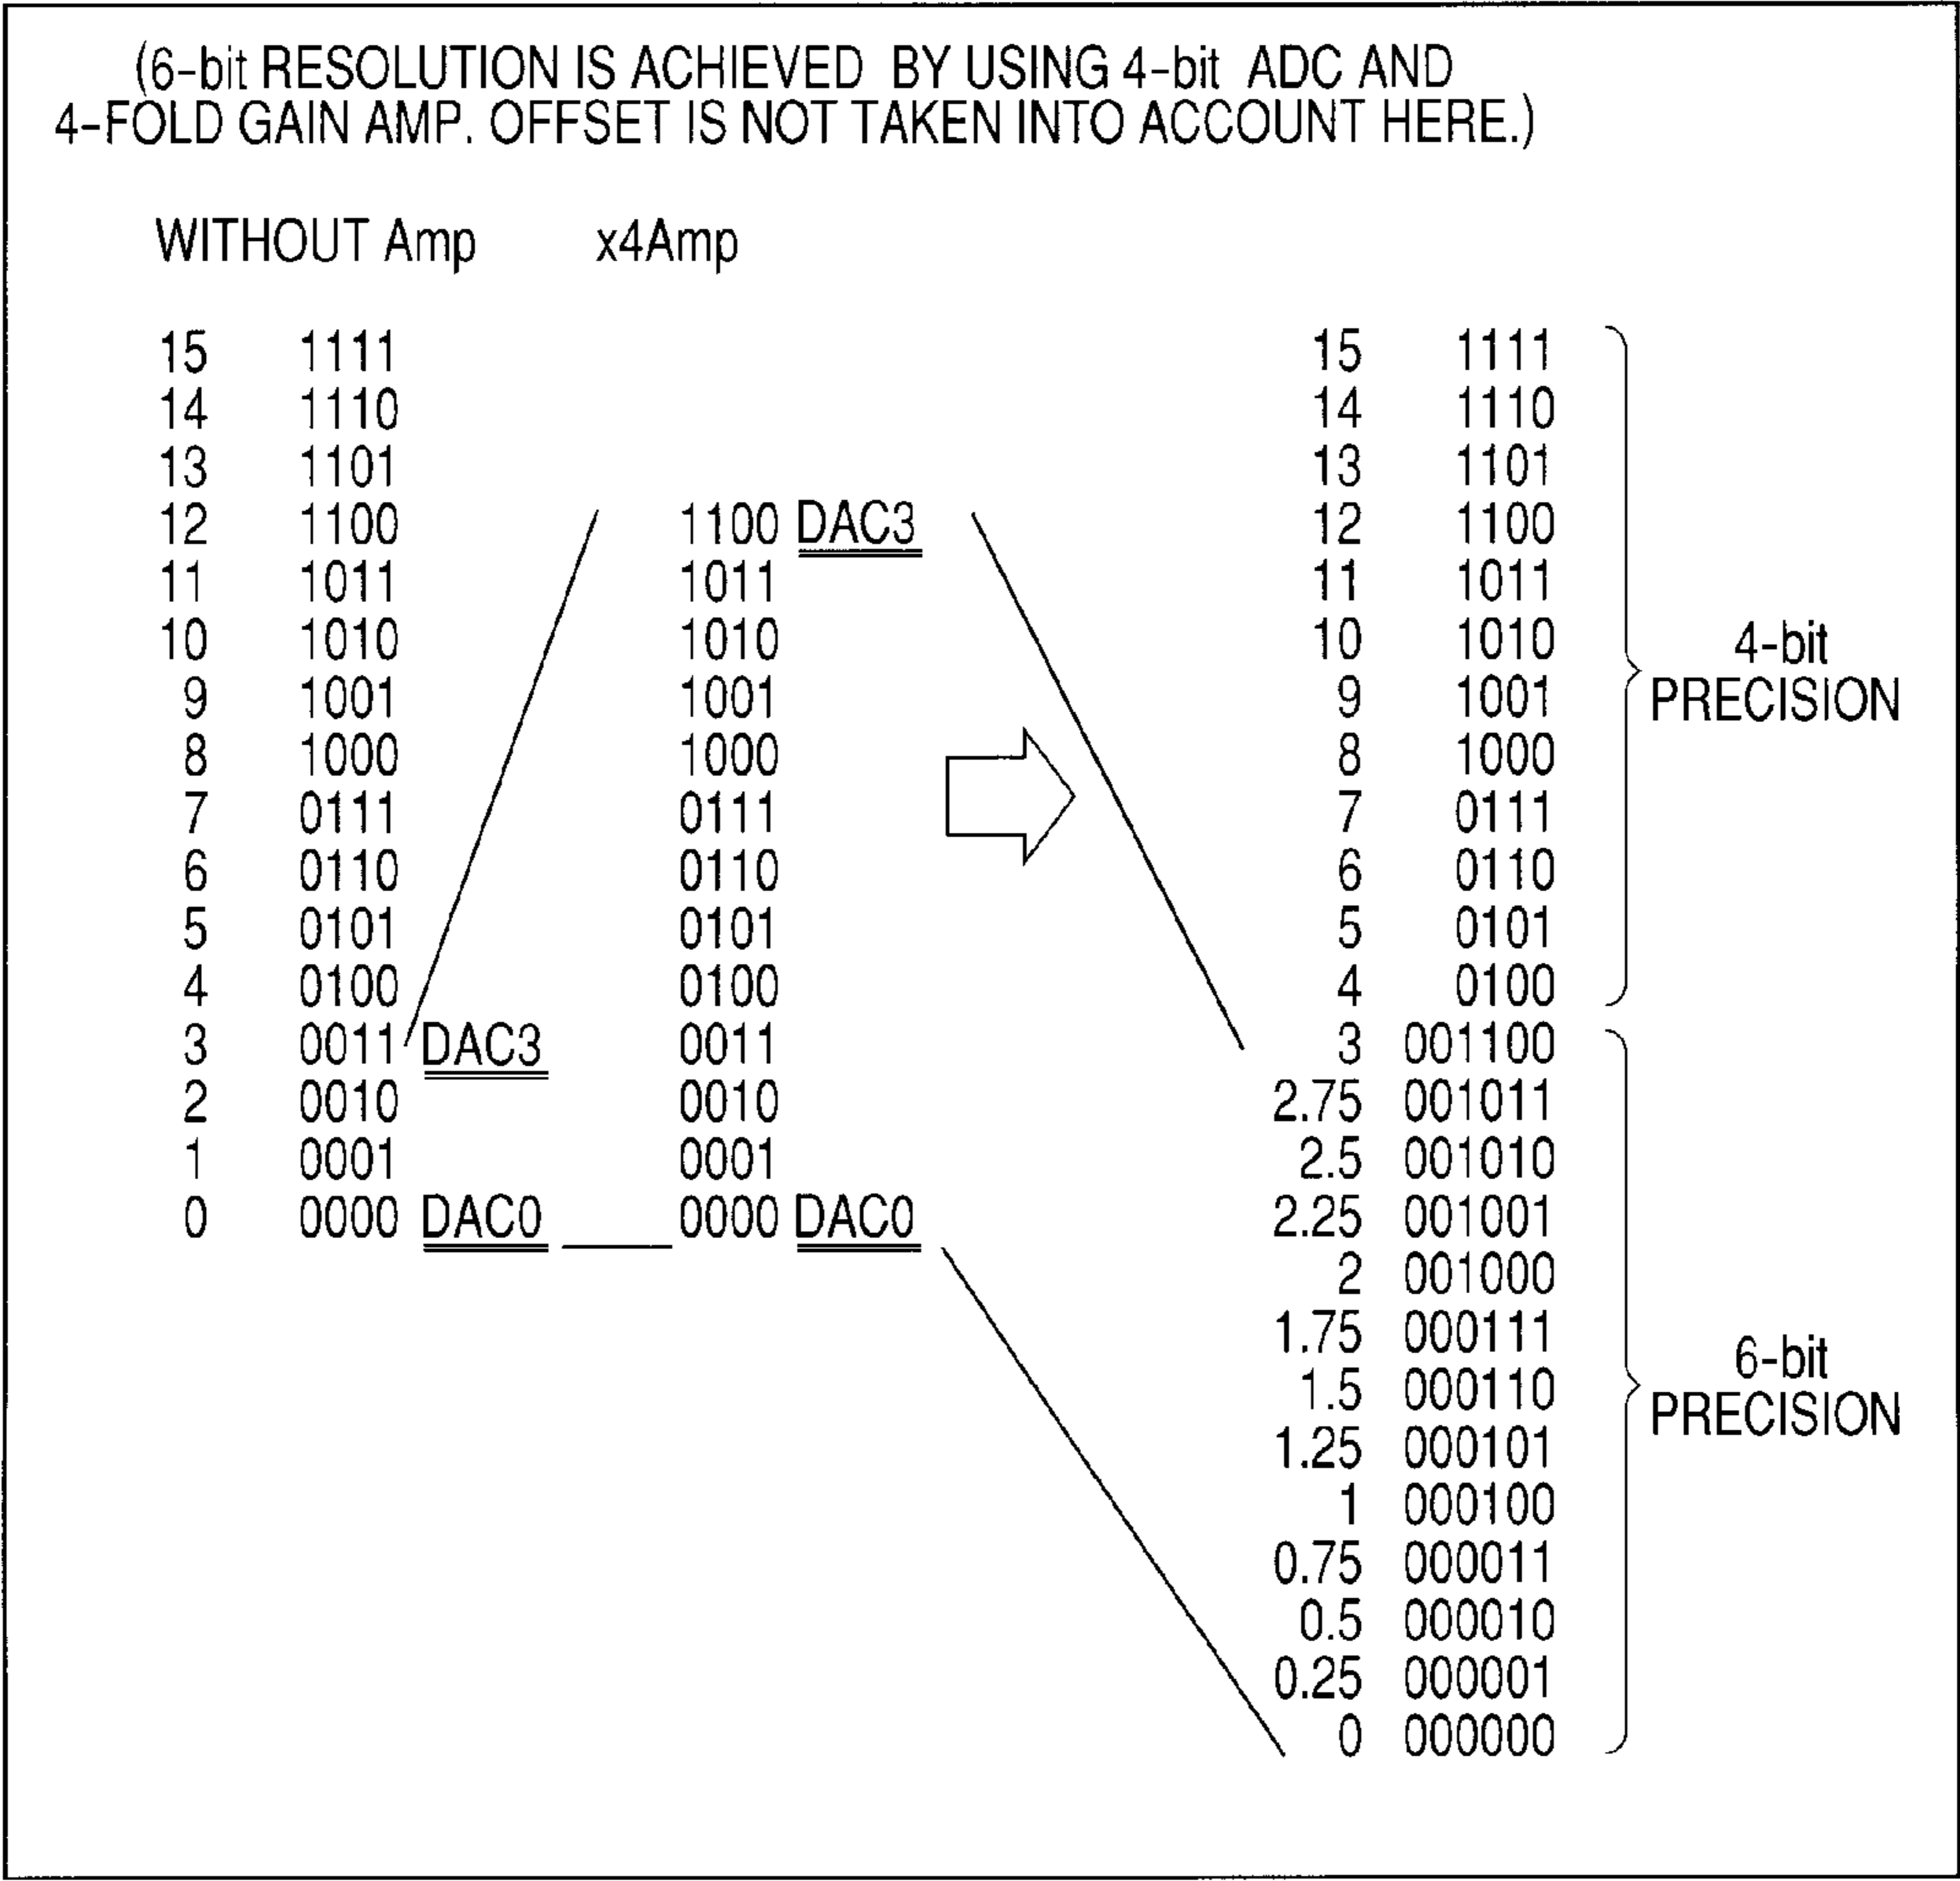 (6-bit RESOLUTION IS ACHIEVED BY USING 4-bit ADC AND
4-FOLD GAIN AMP. OFFSET IS NOT TAKEN INTO ACCOUNT HERE.)
WITHOUT Amp x4Amp
15 1111 15 1111
14 1110 14 1110
13 1101 13 1101
12 1100 1100 DAC3 12 1100
11 1011 1011 11 1011
10 1010 1010 10 1010
9 1001 1001 9 1001
8 1000 1000 8 1000
7 0111 0111 7 0111
6 0110 0110 6 0110
5 0101 0101 5 0101
4 0100 0100 4 0100
4-bit
PRECISION
3 0011 DAC3 0011 3 001100
2 0010 0010 2.75 001011
1 0001 0001 2.5 001010
0 0000 DAC0 0000 DAC0 2.25 001001
2 001000
1.75 000111
1.5 000110
1.25 000101
1 000100
0.75 000011
0.5 000010
0.25 000001
0 000000
6-bit
PRECISION